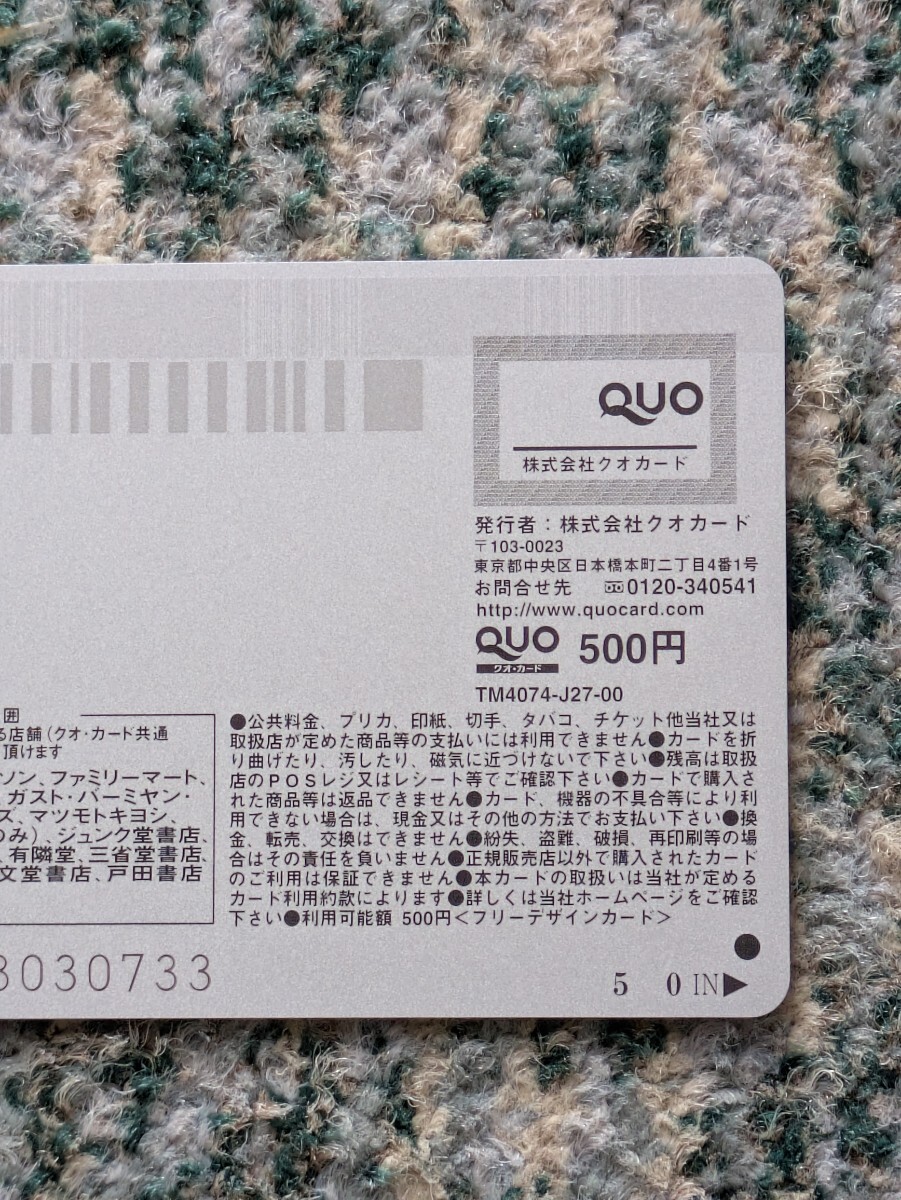 QUO
株式会社クオカード
発行者：株式会社クオカード
〒103-0023
東京都中央区日本橋本町二丁目4番1号
お問合せ先 0120-340541
http://www.quocard.com
QUO 500円
クオ・カード
TM4074-J27-00
囲
る店舗（クオ・カード共通
頂けます
ソン、ファミリーマート、
ガスト・バーミヤン・
ズ、マツモトキヨシ、
のみ）、ジュンク堂書店、
、有隣堂、三省堂書店、
文堂書店、戸田書店
●公共料金、プリカ、印紙、切手、タバコ、チケット他当社又は
取扱店が定めた商品等の支払いには利用できません●カードを折
り曲げたり、汚したり、磁気に近づけないで下さい●残高は取扱
店のＰＯＳレジ又はレシート等でご確認下さい●カードで購入さ
れた商品等は返品できません●カード、機器の不具合等により利
用できない場合は、現金又はその他の方法でお支払い下さい●換
金、転売、交換はできません●紛失、盗難、破損、再印刷等の場
合はその責任を負いません●正規販売店以外で購入されたカード
のご利用は保証できません●本カードの取扱いは当社が定める
カード利用約款によります●詳しくは当社ホームページをご確認
下さい●利用可能額 500円＜フリーデザインカード＞
3030733
5 0 IN▶